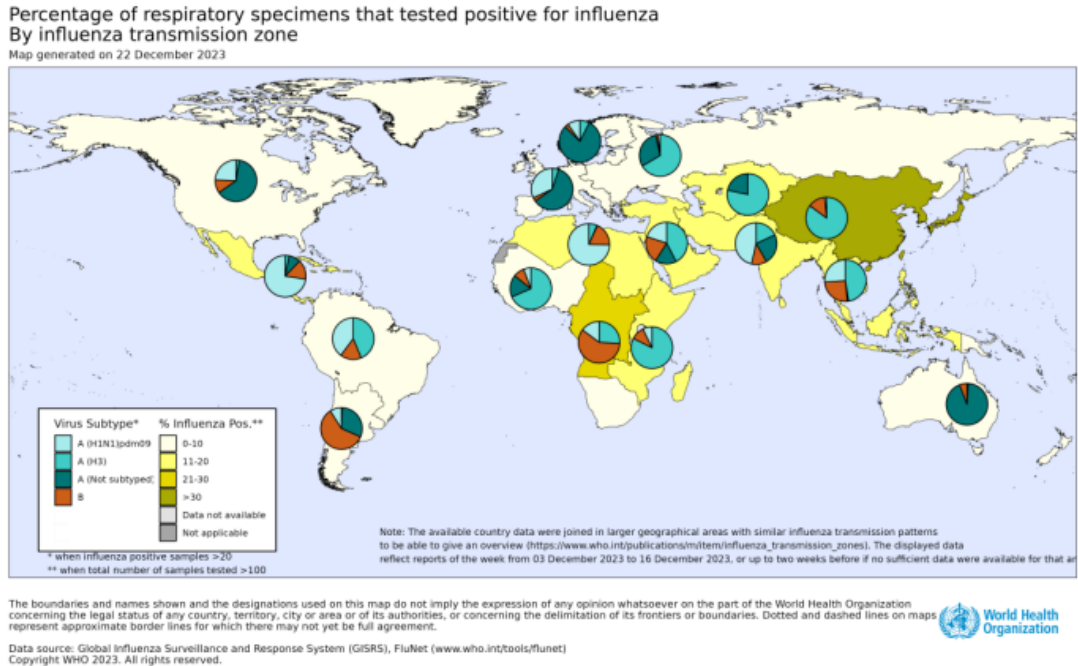 Percentage of respiratory specimens that tested positive for influenza
By influenza transmission zone
Map generated on 22 December 2023
Virus Subtype*
A (H1N1)pdm09
A (H3)
A (Not subtyped)
B
% Influenza Pos.**
0-10
11-20
21-30
>30
Data not available
Not applicable
* when influenza positive samples >20
** when total number of samples tested >100
Note: The available country data were joined in larger geographical areas with similar influenza transmission patterns
to be able to give an overview (https://www.who.int/publications/m/item/influenza_transmission_zones). The displayed data
reflect reports of the week from 03 December 2023 to 16 December 2023, or up to two weeks before if no sufficient data were available for that ar
The boundaries and names shown and the designations used on this map do not imply the expression of any opinion whatsoever on the part of the World Health Organization
concerning the legal status of any country, territory, city or area or of its authorities, or concerning the delimitation of its frontiers or boundaries. Dotted and dashed lines on maps
represent approximate border lines for which there may not yet be full agreement.
World Health
Organization
Data source: Global Influenza Surveillance and Response System (GISRS), FluNet (www.who.int/tools/flunet)
Copyright WHO 2023. All rights reserved.